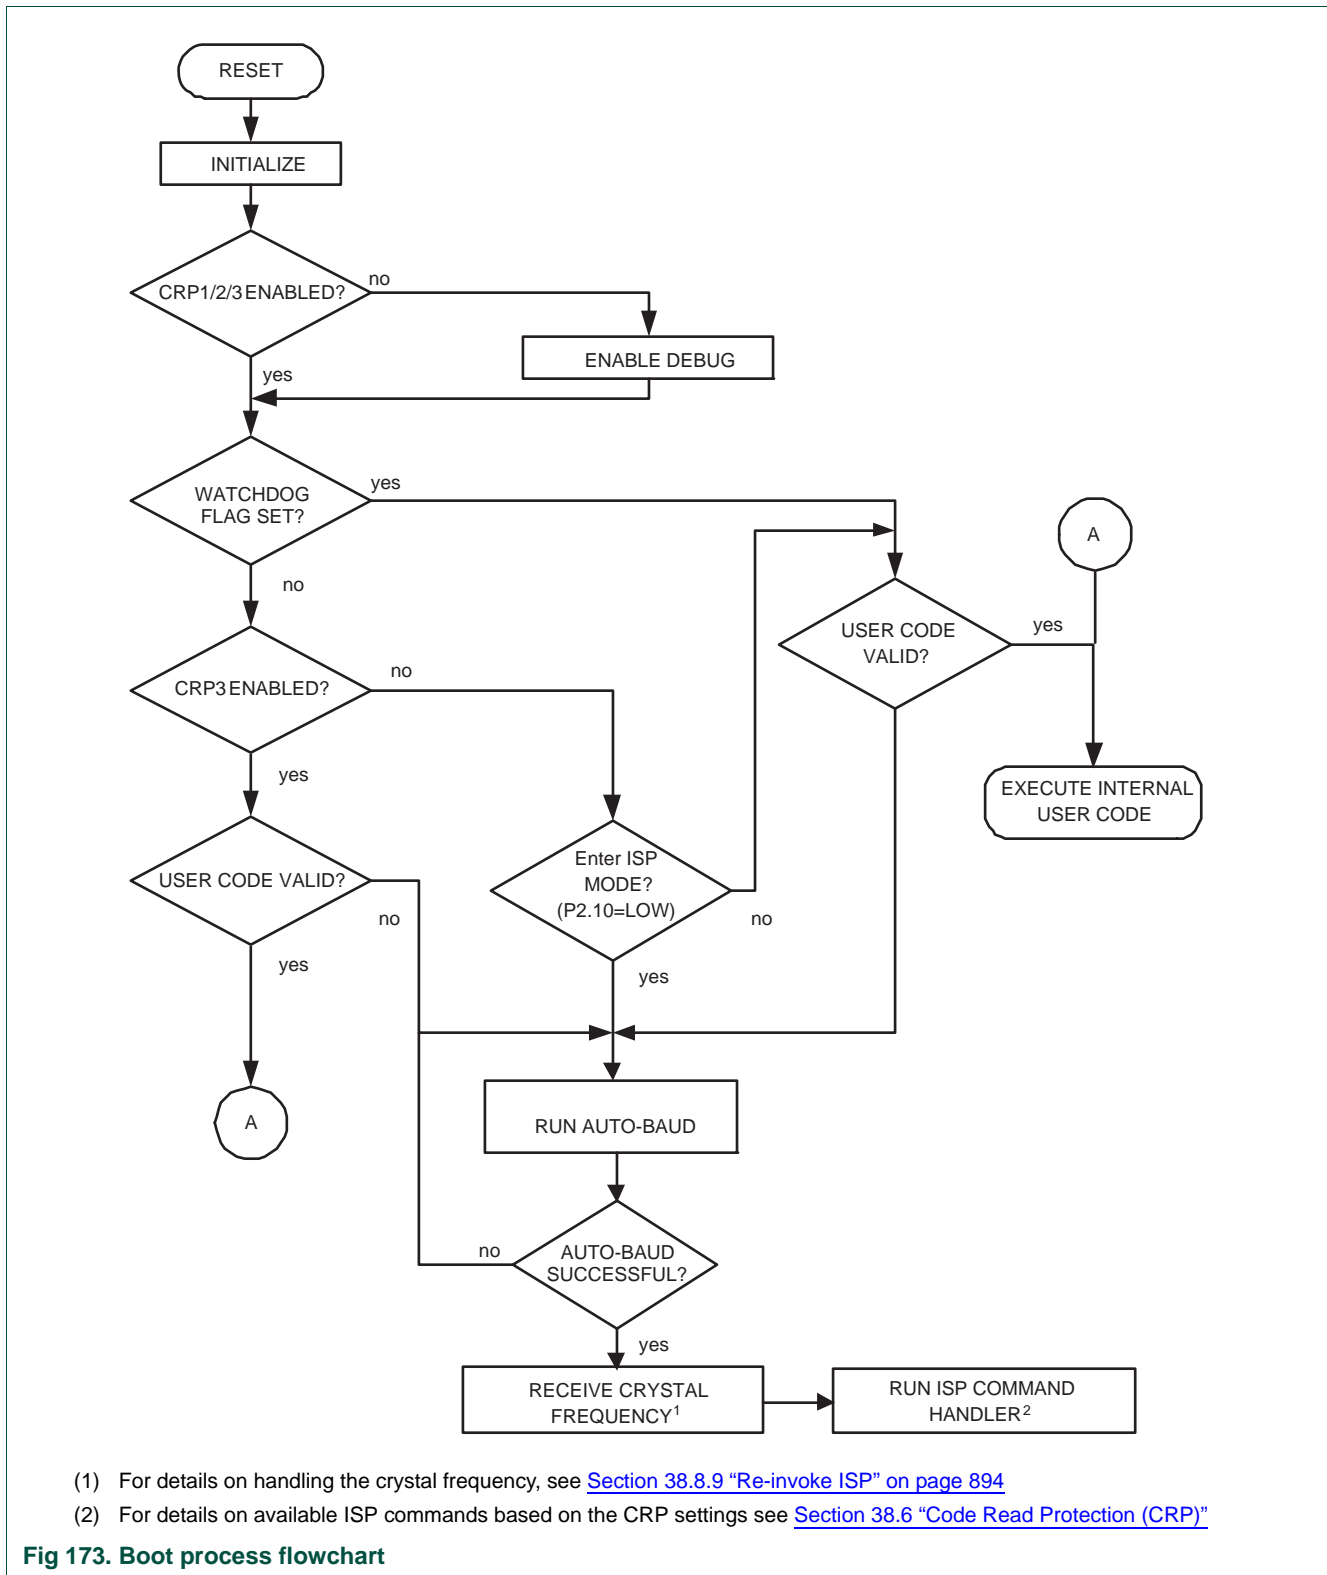 RESET
INITIALIZE
CRP1/2/3 ENABLED?
no
ENABLE DEBUG
yes
WATCHDOG
FLAG SET?
yes
no
A
USER CODE
VALID?
yes
CRP3 ENABLED?
no
yes
EXECUTE INTERNAL
USER CODE
USER CODE VALID?
no
yes
Enter ISP
MODE?
(P2.10=LOW)
no
yes
A
RUN AUTO-BAUD
AUTO-BAUD
SUCCESSFUL?
no
yes
RECEIVE CRYSTAL
FREQUENCY1
RUN ISP COMMAND
HANDLER2
(1) For details on handling the crystal frequency, see Section 38.8.9 “Re-invoke ISP” on page 894
(2) For details on available ISP commands based on the CRP settings see Section 38.6 “Code Read Protection (CRP)”
Fig 173. Boot process flowchart